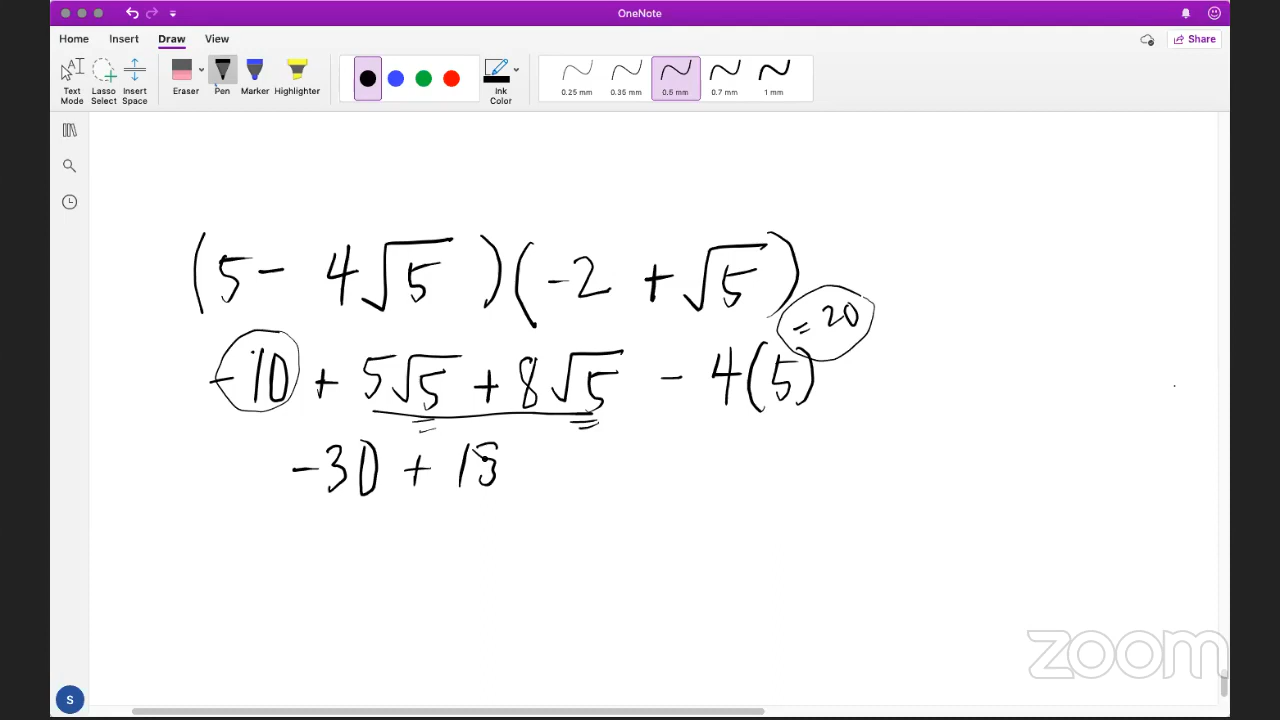 OneNote
Home Insert Draw View Share
Text Mode Lasso Select Insert Space Eraser Pen Marker Highlighter Ink Color 0.25 mm 0.35 mm 0.5 mm 0.7 mm 1 mm
(5 - 4√5)(-2 + √5)
= 20
-10 + 5√5 + 8√5 - 4(5)
-30 + 13
zoom
S